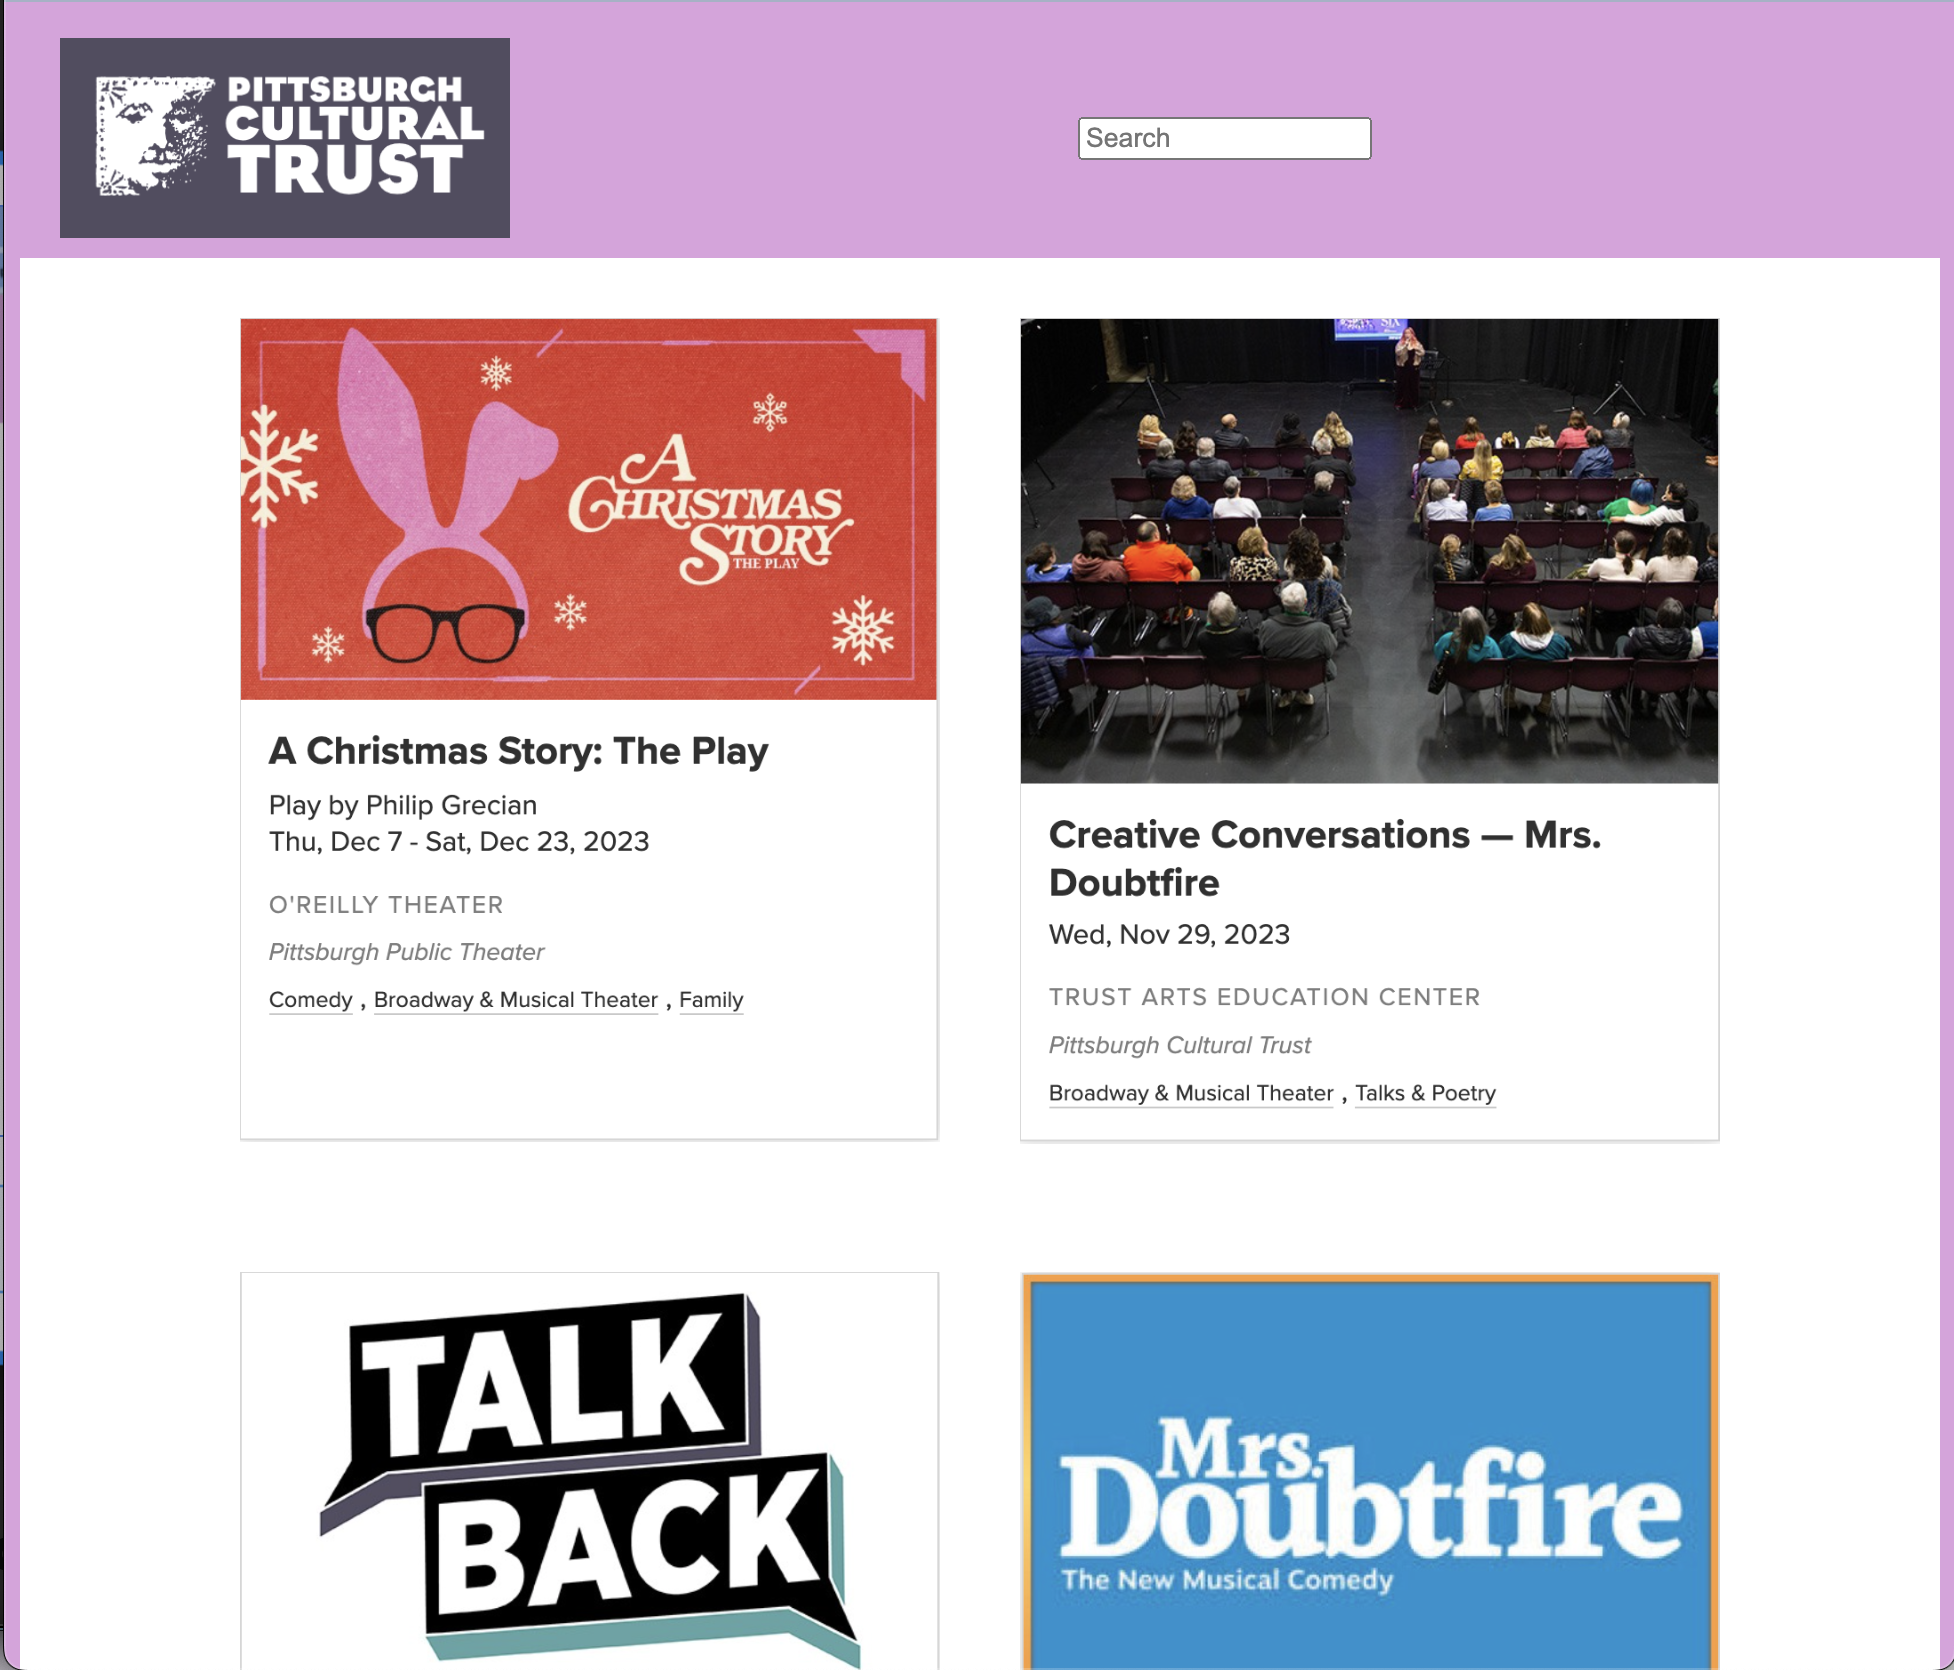 PITTSBURGH
CULTURAL
TRUST
Search
A
CHRISTMAS
STORY
THE PLAY
A Christmas Story: The Play
Play by Philip Grecian
Thu, Dec 7 - Sat, Dec 23, 2023
O'REILLY THEATER
Pittsburgh Public Theater
Comedy , Broadway & Musical Theater , Family
SIX
Creative Conversations — Mrs.
Doubtfire
Wed, Nov 29, 2023
TRUST ARTS EDUCATION CENTER
Pittsburgh Cultural Trust
Broadway & Musical Theater , Talks & Poetry
TALK
BACK
Mrs.
Doubtfire
The New Musical Comedy